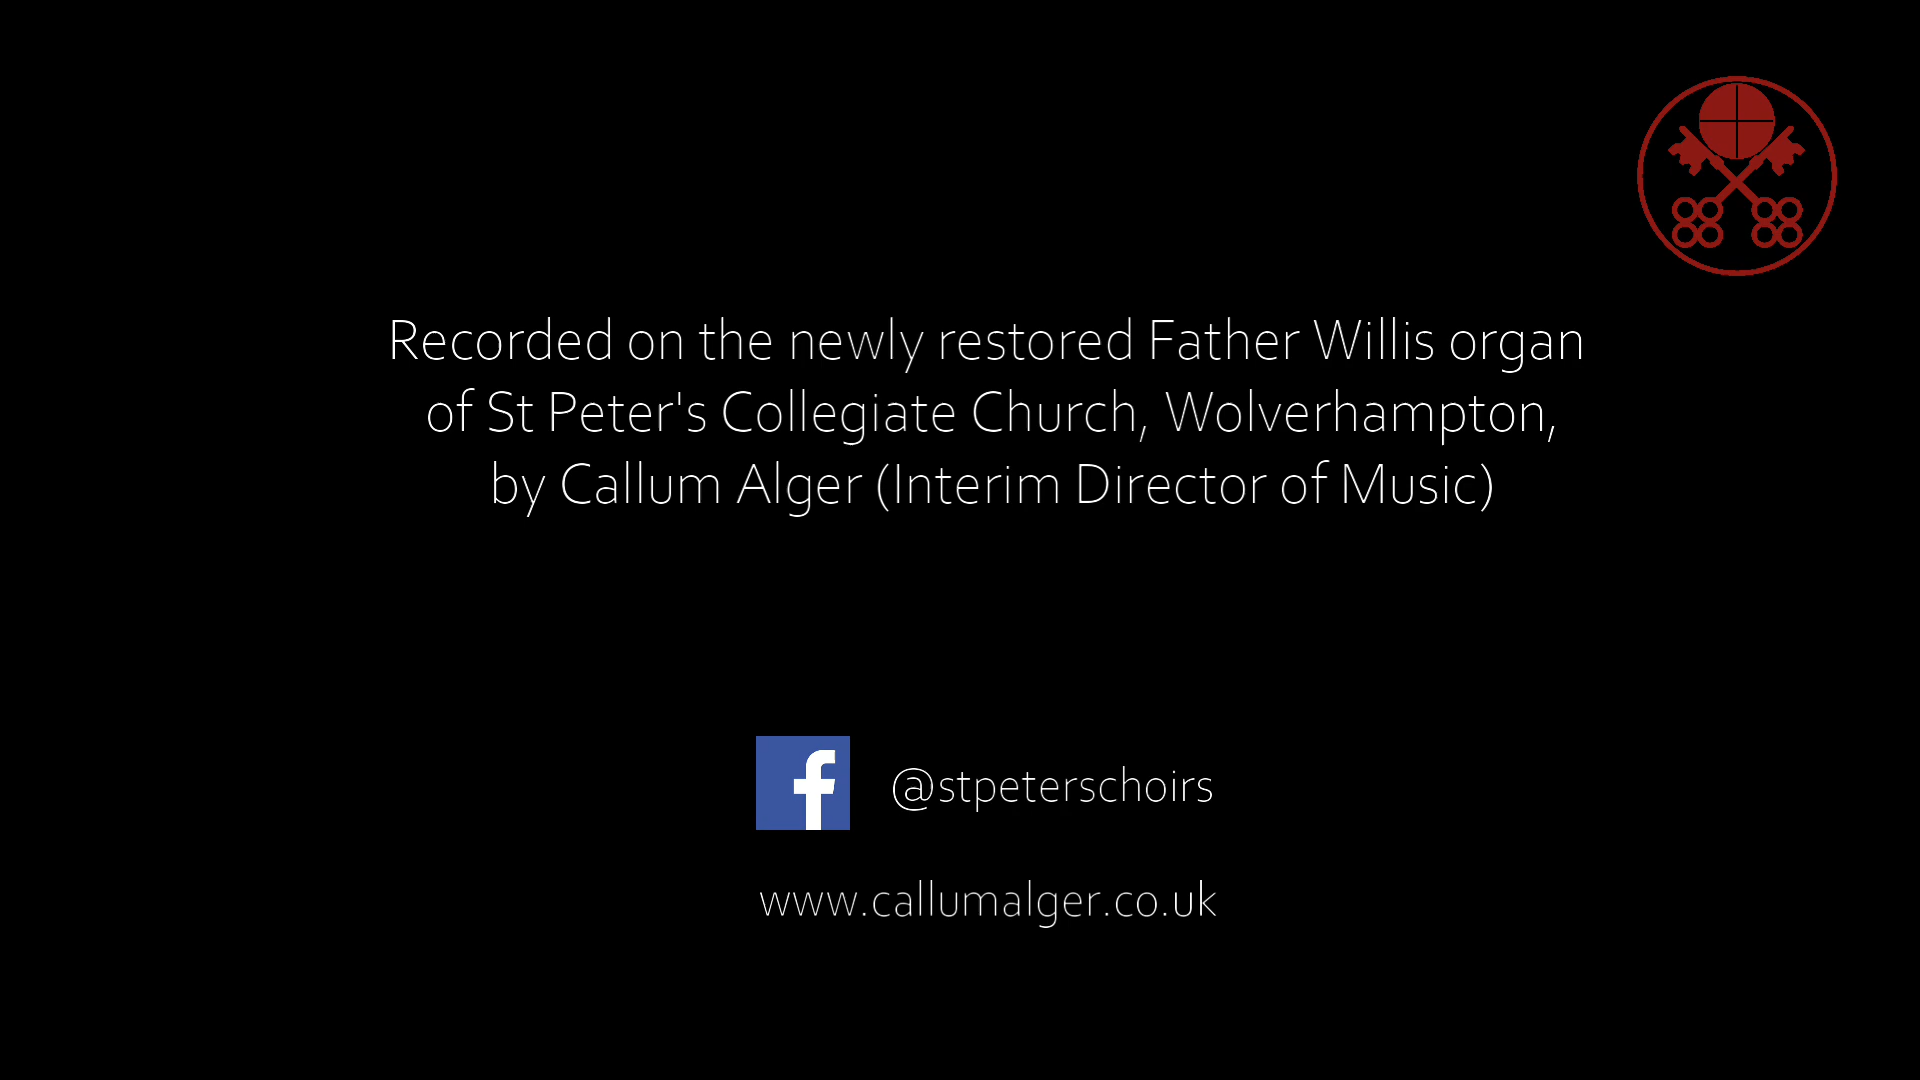 Recorded on the newly restored Father Willis organ
of St Peter's Collegiate Church, Wolverhampton,
by Callum Alger (Interim Director of Music)
@stpeterschoirs
www.callumalger.co.uk